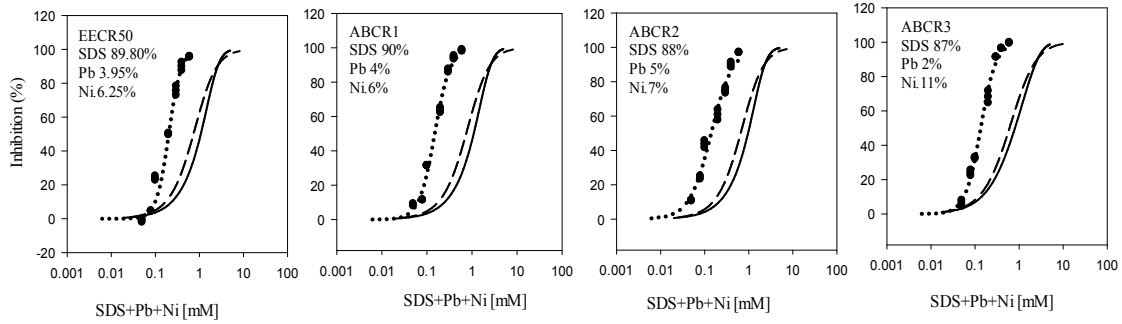 EECR50
SDS 89.80%
Pb 3.95%
Ni.6.25%
Inhibition (%)
120
100
80
60
40
20
0
-20
0.001 0.01 0.1 1 10 100
SDS+Pb+Ni [mM]
ABCR1
SDS 90%
Pb 4%
Ni.6%
120
100
80
60
40
20
0
0.001 0.01 0.1 1 10 100
SDS+Pb+Ni [mM]
ABCR2
SDS 88%
Pb 5%
Ni.7%
120
100
80
60
40
20
0
0.001 0.01 0.1 1 10 100
SDS+Pb+Ni [mM]
ABCR3
SDS 87%
Pb 2%
Ni.11%
120
100
80
60
40
20
0
0.001 0.01 0.1 1 10 100
SDS+Pb+Ni [mM]